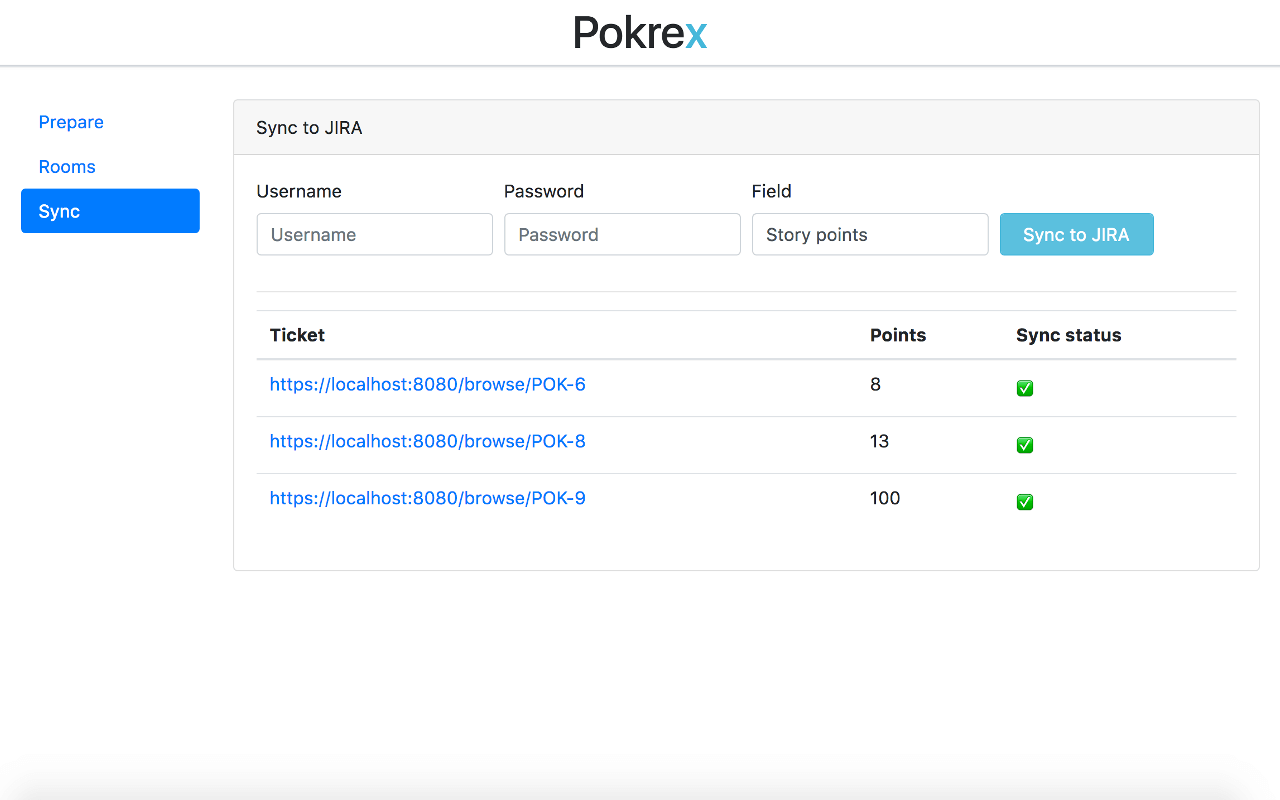 Pokrex
Prepare
Rooms
Sync
Sync to JIRA
Username Password Field
Username Password Story points Sync to JIRA
Ticket Points Sync status
https://localhost:8080/browse/POK-6 8 ✅
https://localhost:8080/browse/POK-8 13 ✅
https://localhost:8080/browse/POK-9 100 ✅